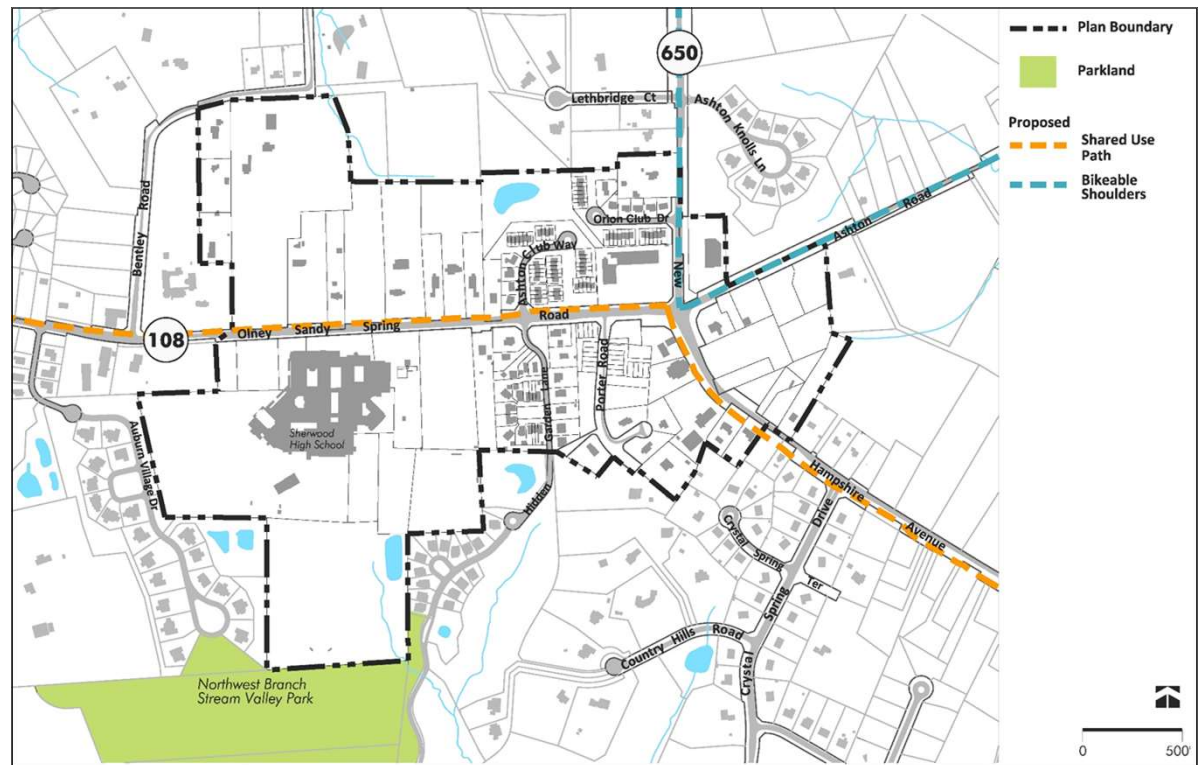 650
Lethbridge Ct
Ashton Knolls Ln
Bentley Road
Orion Club Dr
Ashton Club Way
New
Ashton Road
108
Olney Sandy Spring Road
Sherwood
High School
Garden Lane
Porter Road
Auburn Village Dr
Hidden
Hampshire
Avenue
Crystal Spring Ter
Crystal Spring Drive
Country Hills Road
Northwest Branch
Stream Valley Park
Plan Boundary
Parkland
Proposed
Shared Use
Path
Bikeable
Shoulders
0 500'